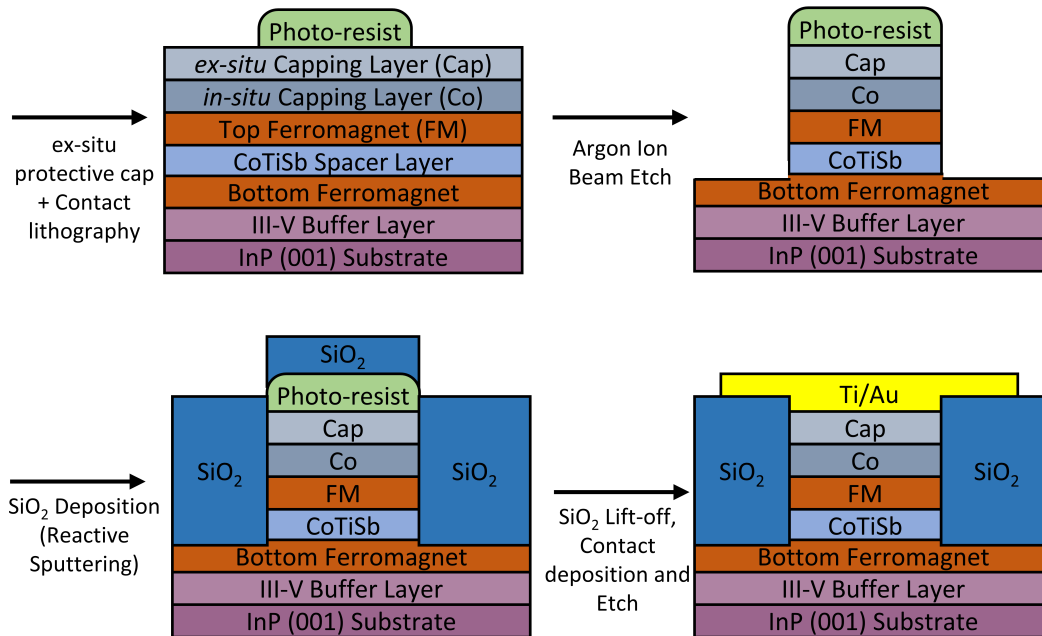 Photo-resist
ex-situ Capping Layer (Cap)
in-situ Capping Layer (Co)
Top Ferromagnet (FM)
CoTiSb Spacer Layer
Bottom Ferromagnet
III-V Buffer Layer
InP (001) Substrate
ex-situ
protective cap
+ Contact
lithography
Photo-resist
Cap
Co
FM
CoTiSb
Bottom Ferromagnet
III-V Buffer Layer
InP (001) Substrate
Argon Ion
Beam Etch
SiO₂
Photo-resist
Cap
Co
FM
CoTiSb
SiO₂
SiO₂
Bottom Ferromagnet
III-V Buffer Layer
InP (001) Substrate
SiO₂ Deposition
(Reactive
Sputtering)
Ti/Au
Cap
Co
FM
CoTiSb
SiO₂
SiO₂
Bottom Ferromagnet
III-V Buffer Layer
InP (001) Substrate
SiO₂ Lift-off,
Contact
deposition and
Etch